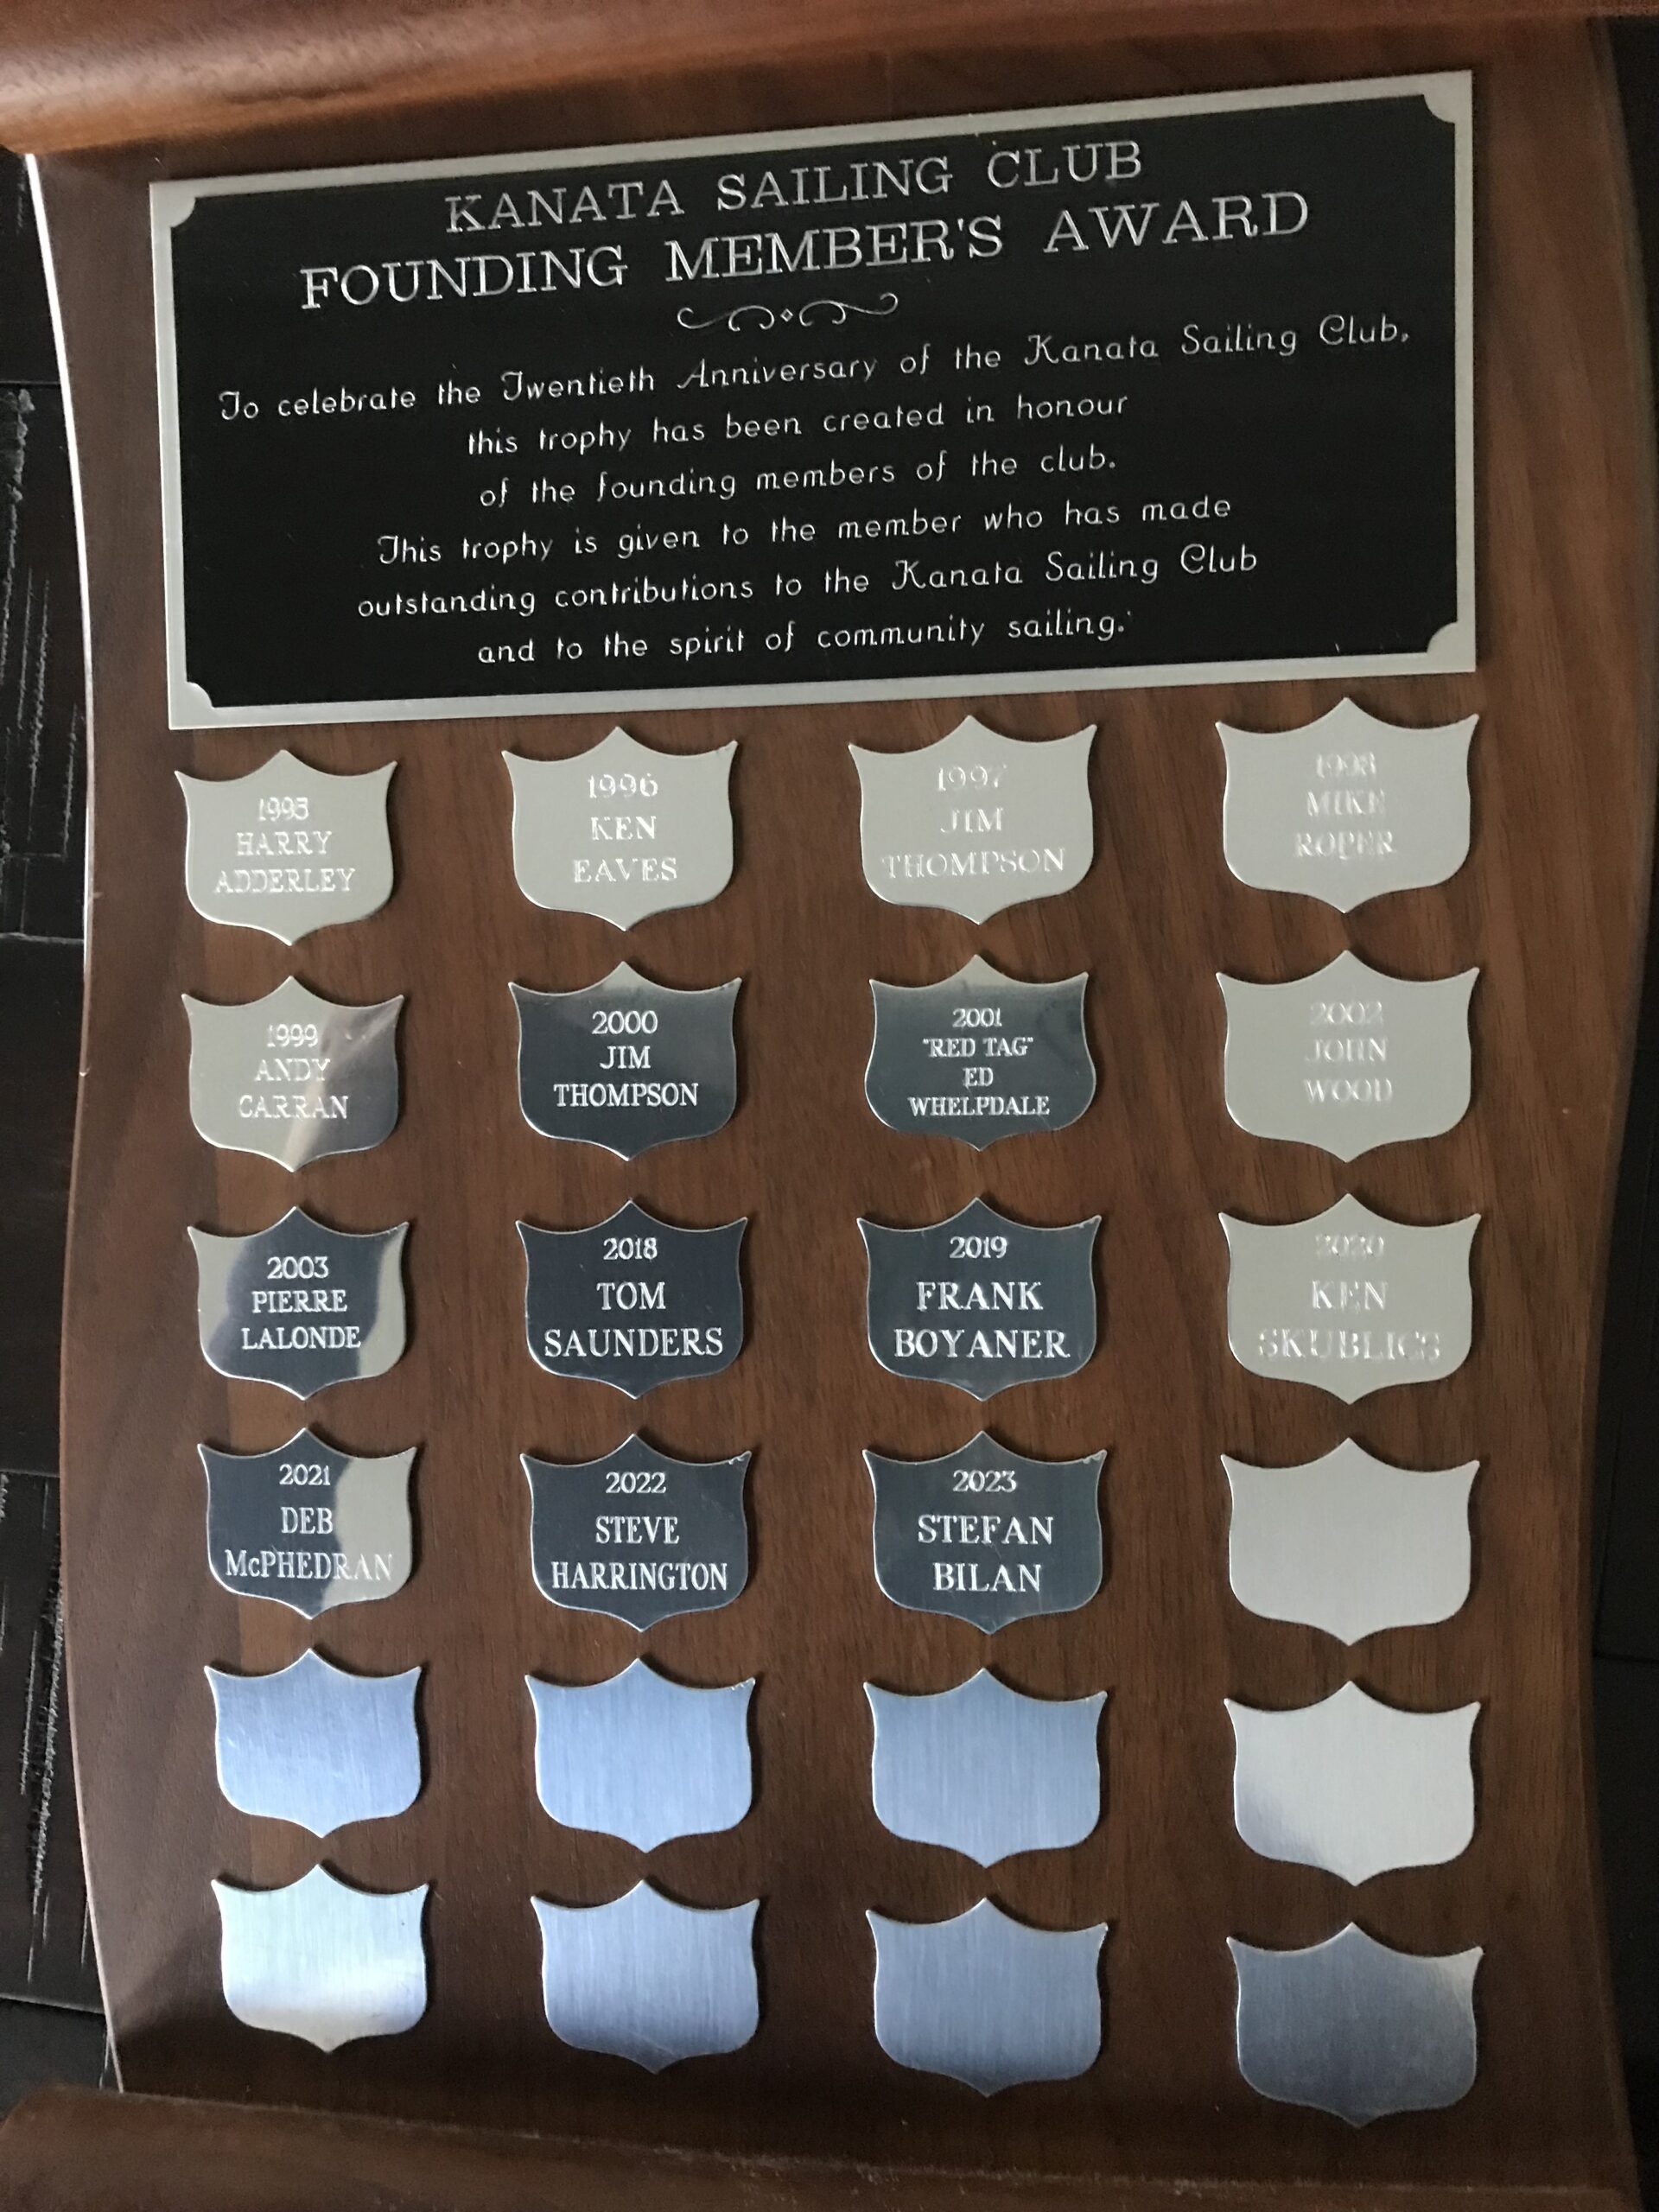 KANATA SAILING CLUB
FOUNDING MEMBER'S AWARD
To celebrate the Twentieth Anniversary of the Kanata Sailing Club,
this trophy has been created in honour
of the founding members of the club.
This trophy is given to the member who has made
outstanding contributions to the Kanata Sailing Club
and to the spirit of community sailing.
1995
HARRY
ADDERLEY
1996
KEN
EAVES
1997
JIM
THOMPSON
1998
MIKE
ROPER
1999
ANDY
CARRAN
2000
JIM
THOMPSON
2001
"RED TAG"
ED
WHELPDALE
2002
JOHN
WOOD
2003
PIERRE
LALONDE
2018
TOM
SAUNDERS
2019
FRANK
BOYANER
2020
KEN
SKUBLICS
2021
DEB
McPHEDRAN
2022
STEVE
HARRINGTON
2023
STEFAN
BILAN